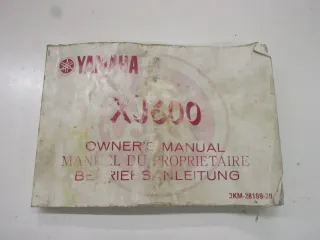 YAMAHA
XJ600
OWNER'S MANUAL
MANUEL DU PROPRIETAIRE
BETRIEBSANLEITUNG